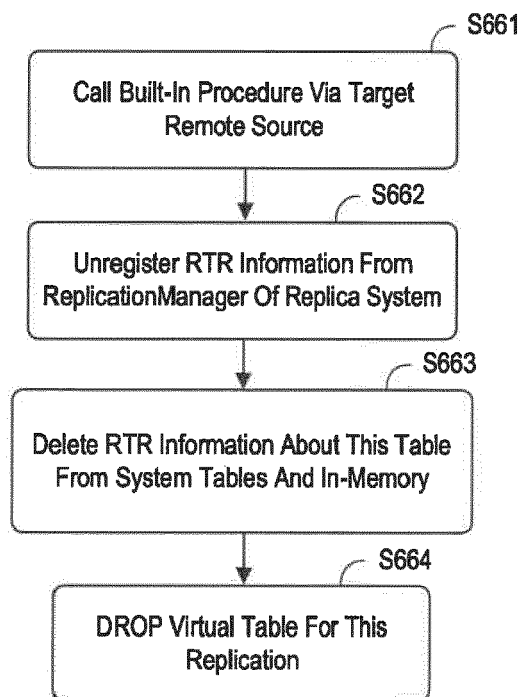 S661
Call Built-In Procedure Via Target
Remote Source
S662
Unregister RTR Information From
ReplicationManager Of Replica System
S663
Delete RTR Information About This Table
From System Tables And In-Memory
S664
DROP Virtual Table For This
Replication